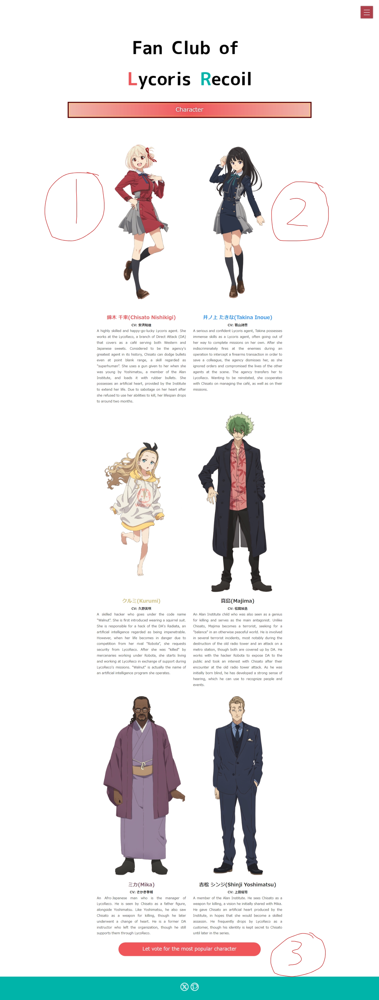 Fan Club of
Lycoris Recoil
Character
1
2
錦木 千束(Chisato Nishikigi)
CV: 安済知佳
A highly skilled and happy-go-lucky Lycoris agent. She
works at the LycoReco, a branch of Direct Attack (DA)
that covers as a café serving both Western and
Japanese sweets. Considered to be the agency's
greatest agent in its history, Chisato can dodge bullets
even at point blank range, a skill regarded as
"superhuman". She uses a gun given to her when she
was young by Yoshimatsu, a member of the Alan
Institute, and loads it with rubber bullets. She
possesses an artificial heart, provided by the Institute
to extend her life. Due to sabotage on her heart after
she refused to use her abilities to kill, her lifespan drops
to around two months.
井ノ上 たきな(Takina Inoue)
CV: 若山詩音
A serious and confident Lycoris agent, Takina possesses
immense skills as a Lycoris agent, often going out of
her way to complete missions on her own. After she
indiscriminately fires at the enemies during an
operation to intercept a firearms transaction in order to
save a colleague, the agency dismisses her, as she
ignored orders and compromised the lives of the other
agents at the scene. The agency transfers her to
LycoReco. Wanting to be reinstated, she cooperates
with Chisato on managing the café, as well as on their
missions.
クルミ(Kurumi)
CV: 久野美咲
A skilled hacker who goes under the code name
"Walnut". She is first introduced wearing a squirrel suit.
She is responsible for a hack of the DA's Radiata, an
artificial intelligence regarded as being impenetrable.
However, when her life becomes in danger due to
competition from her rival "Robota", she requests
security from LycoReco. After she was "killed" by
mercenaries working under Robota, she starts living
and working at LycoReco in exchange of support during
LycoReco's missions. "Walnut" is actually the name of
an artificial intelligence program she operates.
真島(Majima)
CV: 松岡禎丞
An Alan Institute child who was also seen as a genius
for killing and serves as the main antagonist. Unlike
Chisato, Majima becomes a terrorist, seeking for a
"balance" in an otherwise peaceful world. He is involved
in several terrorist incidents, most notably during the
destruction of the old radio tower and an attack on a
metro station, though both are covered up by DA. He
works with the hacker Robota to expose DA to the
public and took an interest with Chisato after their
encounter at the old radio tower attack. As he was
initially born blind, he has developed a strong sense of
hearing, which he can use to recognize people and
events.
ミカ(Mika)
CV: さかき孝輔
An Afro-Japanese man who is the manager of
LycoReco. He is seen by Chisato as a father figure,
alongside Yoshimatsu. Like Yoshimatsu, he also saw
Chisato as a weapon for killing, though he later
underwent a change of heart. He is a former DA
instructor who left the organization, though he still
supports them through LycoReco.
吉松 シンジ(Shinji Yoshimatsu)
CV: 上田燿司
A member of the Alan Institute. He sees Chisato as a
weapon for killing, a vision he initially shared with Mika.
He gave Chisato an artificial heart produced by the
Institute, in hopes that she would become a skilled
assassin. He frequently drops by LycoReco as a
customer, though his identity is kept secret to Chisato
until later in the series.
Let vote for the most popular character
3